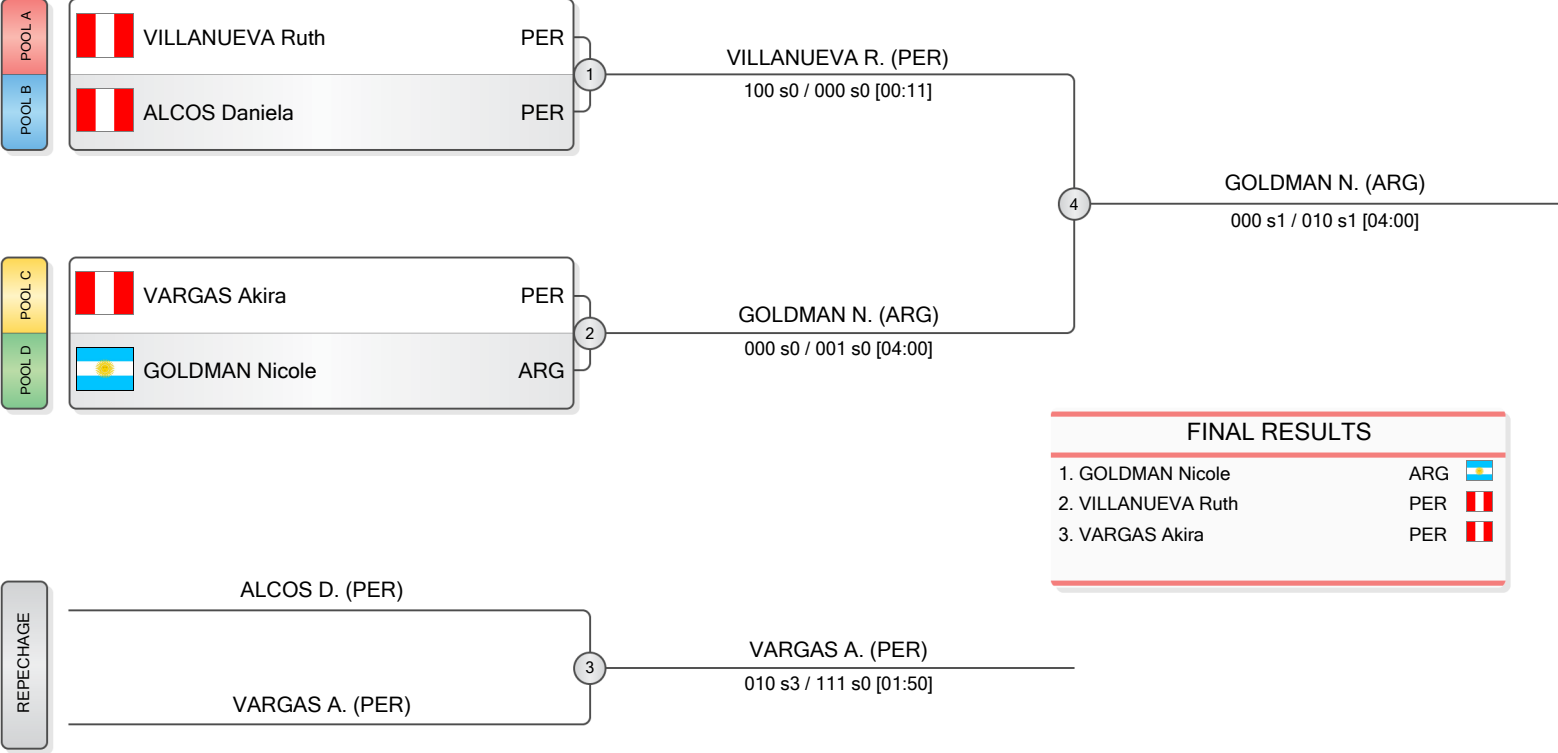 POOL A
VILLANUEVA Ruth PER
POOL B
ALCOS Daniela PER
1
VILLANUEVA R. (PER)
100 s0 / 000 s0 [00:11]
4
GOLDMAN N. (ARG)
000 s1 / 010 s1 [04:00]
POOL C
VARGAS Akira PER
POOL D
GOLDMAN Nicole ARG
2
GOLDMAN N. (ARG)
000 s0 / 001 s0 [04:00]
FINAL RESULTS
1. GOLDMAN Nicole ARG
2. VILLANUEVA Ruth PER
3. VARGAS Akira PER
REPECHAGE
ALCOS D. (PER)
VARGAS A. (PER)
3
VARGAS A. (PER)
010 s3 / 111 s0 [01:50]